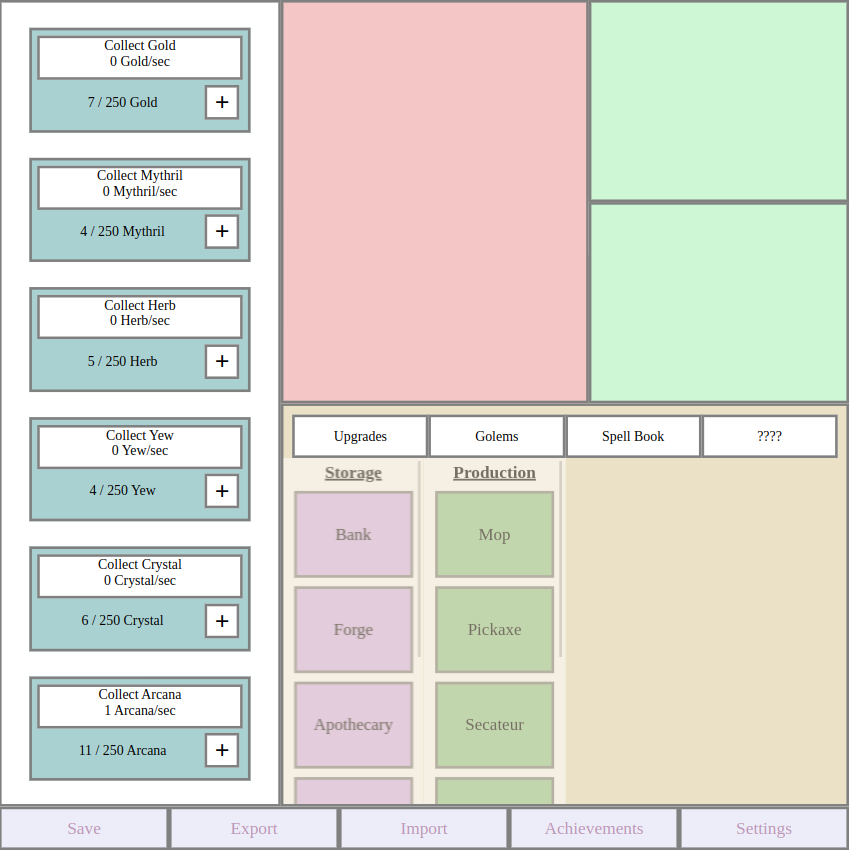 Collect Gold
0 Gold/sec
7 / 250 Gold
+
Collect Mythril
0 Mythril/sec
4 / 250 Mythril
+
Collect Herb
0 Herb/sec
5 / 250 Herb
+
Collect Yew
0 Yew/sec
4 / 250 Yew
+
Collect Crystal
0 Crystal/sec
6 / 250 Crystal
+
Collect Arcana
1 Arcana/sec
11 / 250 Arcana
+
Upgrades
Golems
Spell Book
????
Storage
Bank
Forge
Apothecary
Production
Mop
Pickaxe
Secateur
Save
Export
Import
Achievements
Settings